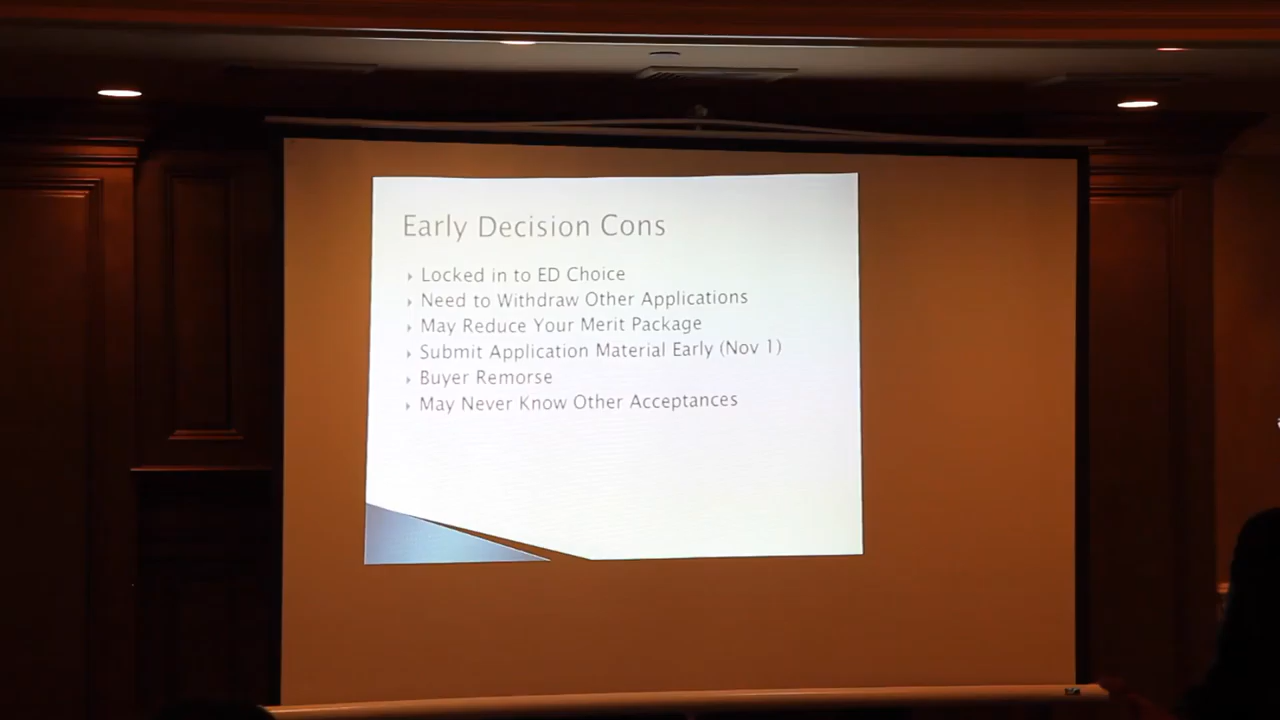 Early Decision Cons
Locked in to ED Choice
Need to Withdraw Other Applications
May Reduce Your Merit Package
Submit Application Material Early (Nov 1)
Buyer Remorse
May Never Know Other Acceptances